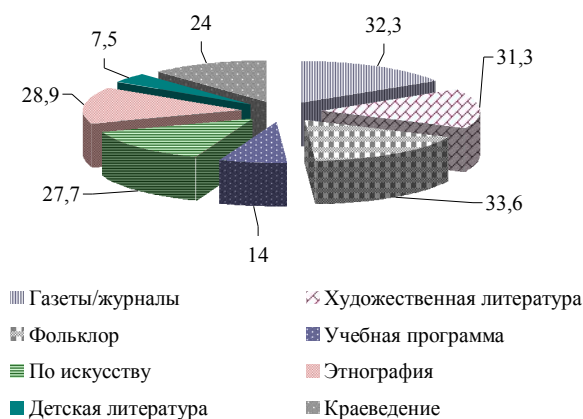 24
32,3
7,5
31,3
28,9
27,7
33,6
14
Газеты/журналы
Художественная литература
Фольклор
Учебная программа
По искусству
Этнография
Детская литература
Краеведение